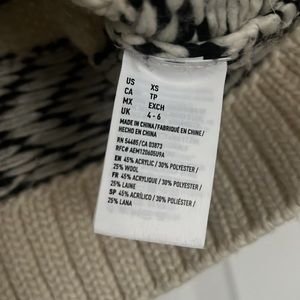 US XS
CA TP
MX EXCH
UK 4 - 6
MADE IN CHINA/FABRIQUÉ EN CHINE/
HECHO EN CHINA
RN 54485/CA 03873
RFC# AEM120605U9A
EN 45% ACRYLIC / 30% POLYESTER /
25% WOOL
FR 45% ACRYLIQUE / 30% POLYESTER /
25% LAINE
SP 45% ACRÍLICO / 30% POLIÉSTER /
25% LANA